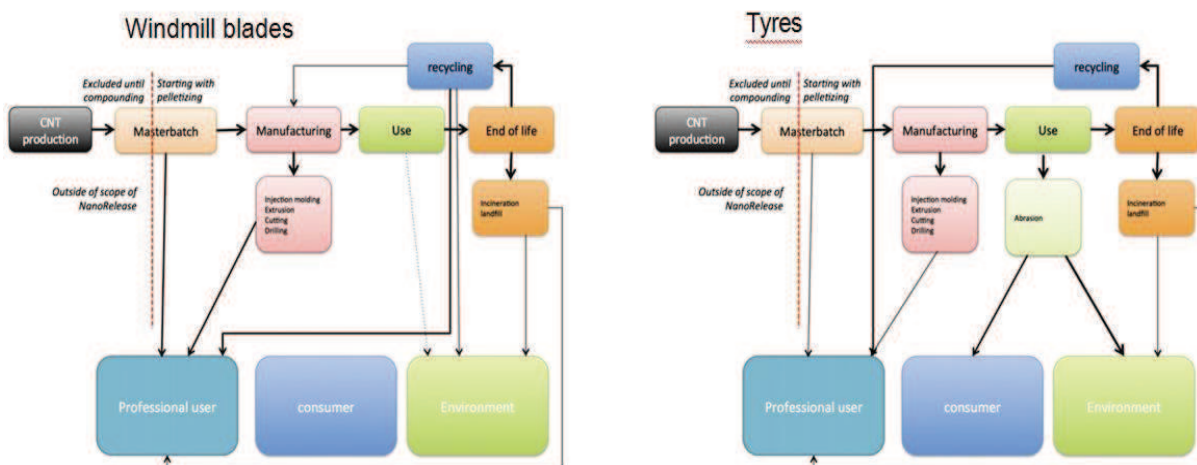 Windmill blades
recycling
Excluded until
compounding
Starting with
pelletizing
CNT
production
Masterbatch
Manufacturing
Use
End of life
Outside of scope of
NanoRelease
Injection molding
Extrusion
Cutting
Drilling
Incineration
landfill
Professional user
consumer
Environment
Tyres
recycling
Excluded until
compounding
Starting with
pelletizing
CNT
production
Masterbatch
Manufacturing
Use
End of life
Outside of scope of
NanoRelease
Injection molding
Extrusion
Cutting
Drilling
Abrasion
Incineration
landfill
Professional user
consumer
Environment